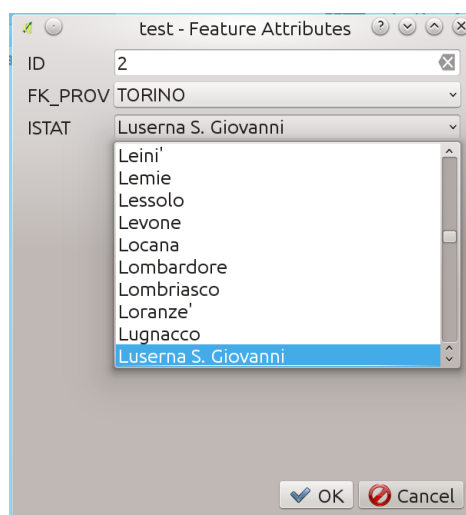 test - Feature Attributes
ID 2
FK_PROV TORINO
ISTAT Luserna S. Giovanni
Leini'
Lemie
Lessolo
Levone
Locana
Lombardore
Lombriasco
Loranze'
Lugnacco
Luserna S. Giovanni
OK Cancel